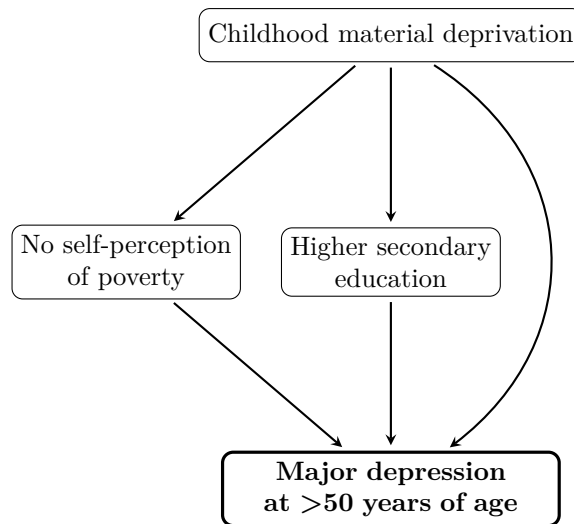 Childhood material deprivation
No self-perception
of poverty
Higher secondary
education
Major depression
at >50 years of age